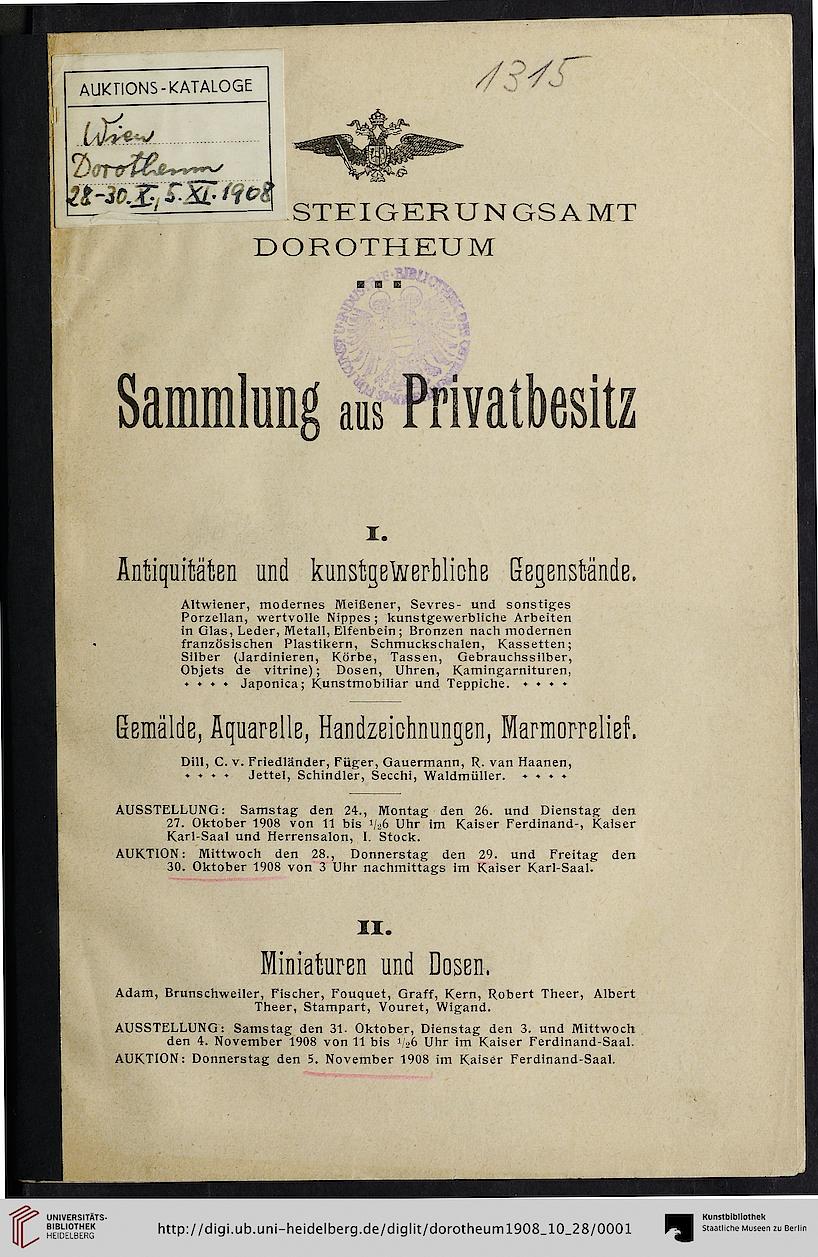 1315
AUKTIONS-KATALOGE
Wien
Dorotheum
28-30.X., 5.XI.1908
STEIGERUNGSAMT
DOROTHEUM
Sammlung aus Privatbesitz
I.
Antiquitäten und kunstgewerbliche Gegenstände.
Altwiener, modernes Meißener, Sevres- und sonstiges
Porzellan, wertvolle Nippes; kunstgewerbliche Arbeiten
in Glas, Leder, Metall, Elfenbein; Bronzen nach modernen
französischen Plastikern, Schmuckschalen, Kassetten;
Silber (Jardinieren, Körbe, Tassen, Gebrauchssilber,
Objets de vitrine); Dosen, Uhren, Kamingarnituren,
Japonica; Kunstmobiliar und Teppiche.
Gemälde, Aquarelle, Handzeichnungen, Marmorrelief.
Dill, C. v. Friedländer, Füger, Gauermann, R. van Haanen,
Jettel, Schindler, Secchi, Waldmüller.
AUSSTELLUNG: Samstag den 24., Montag den 26. und Dienstag den
27. Oktober 1908 von 11 bis 1/26 Uhr im Kaiser Ferdinand-, Kaiser
Karl-Saal und Herrensalon, I. Stock.
AUKTION: Mittwoch den 28., Donnerstag den 29. und Freitag den
30. Oktober 1908 von 3 Uhr nachmittags im Kaiser Karl-Saal.
II.
Miniaturen und Dosen.
Adam, Brunschweiler, Fischer, Fouquet, Graff, Kern, Robert Theer, Albert
Theer, Stampart, Vouret, Wigand.
AUSSTELLUNG: Samstag den 31. Oktober, Dienstag den 3. und Mittwoch
den 4. November 1908 von 11 bis 1/26 Uhr im Kaiser Ferdinand-Saal.
AUKTION: Donnerstag den 5. November 1908 im Kaiser Ferdinand-Saal.
UNIVERSITÄTS-
BIBLIOTHEK
HEIDELBERG
http://digi.ub.uni-heidelberg.de/diglit/dorotheum1908_10_28/0001
Kunstbibliothek
Staatliche Museen zu Berlin